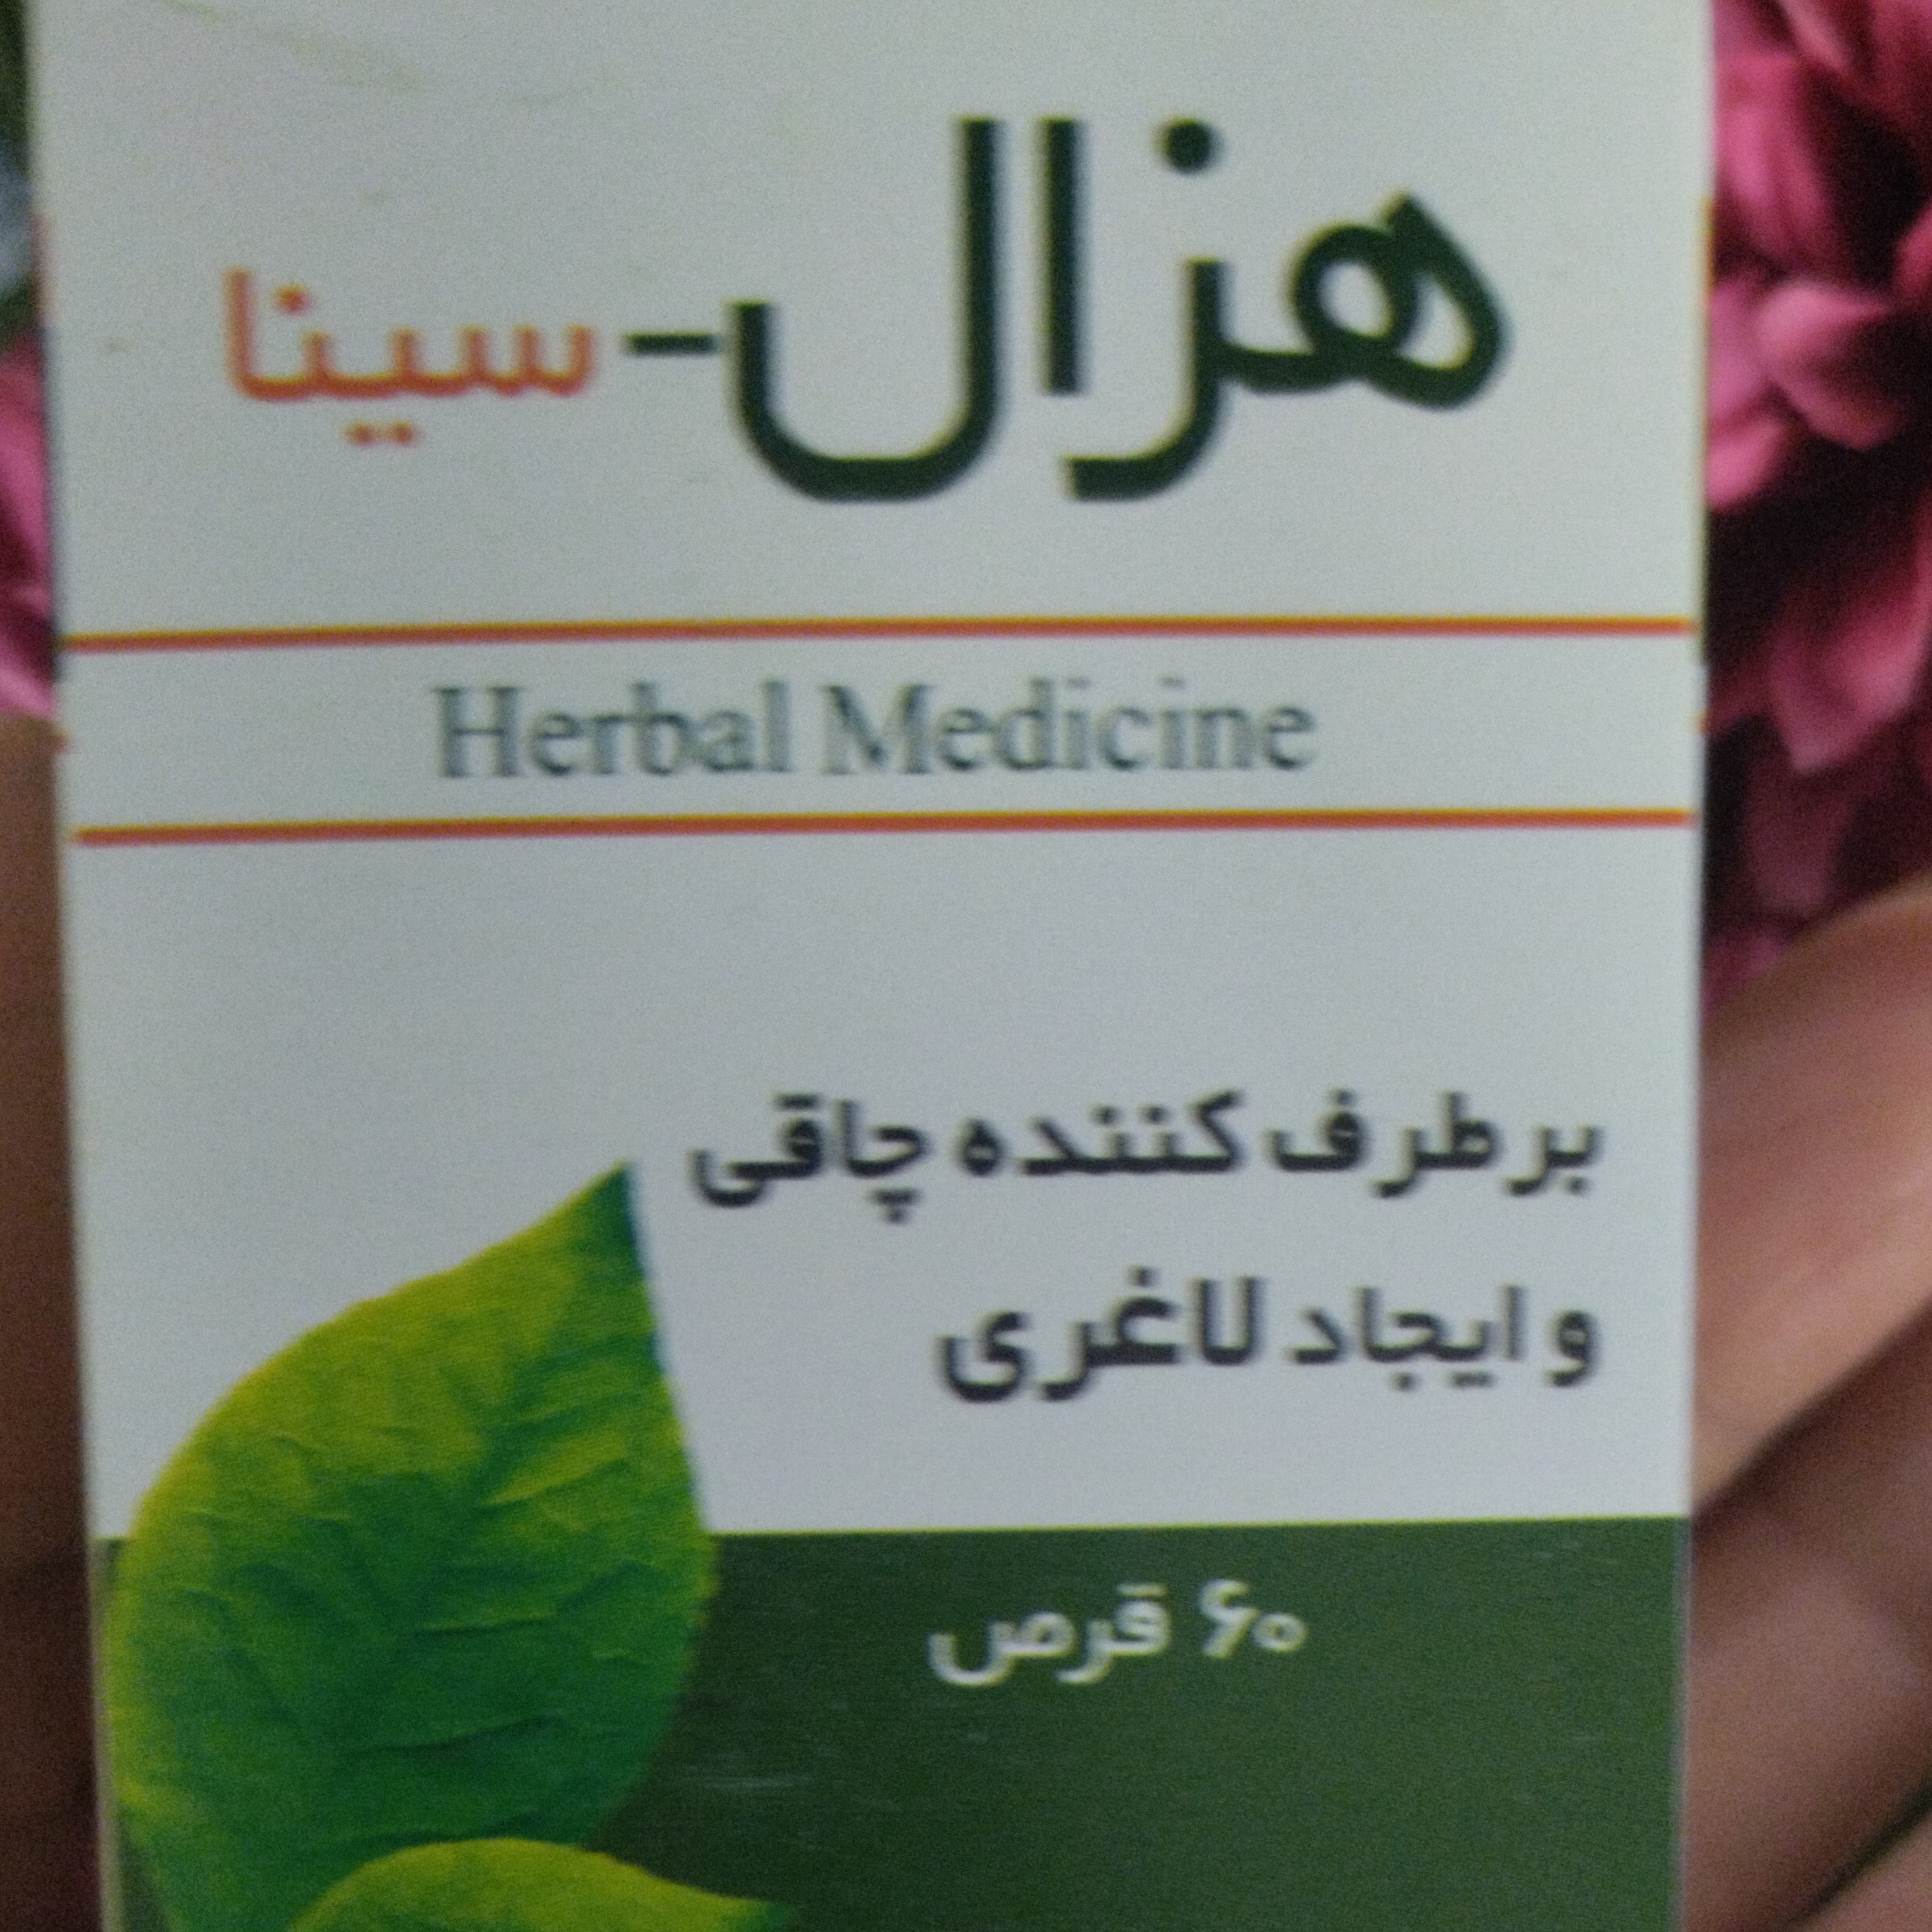 هزال-سینا
Herbal Medicine
برطرف کننده چاقی
و ایجاد لاغری
۶۰ قرص